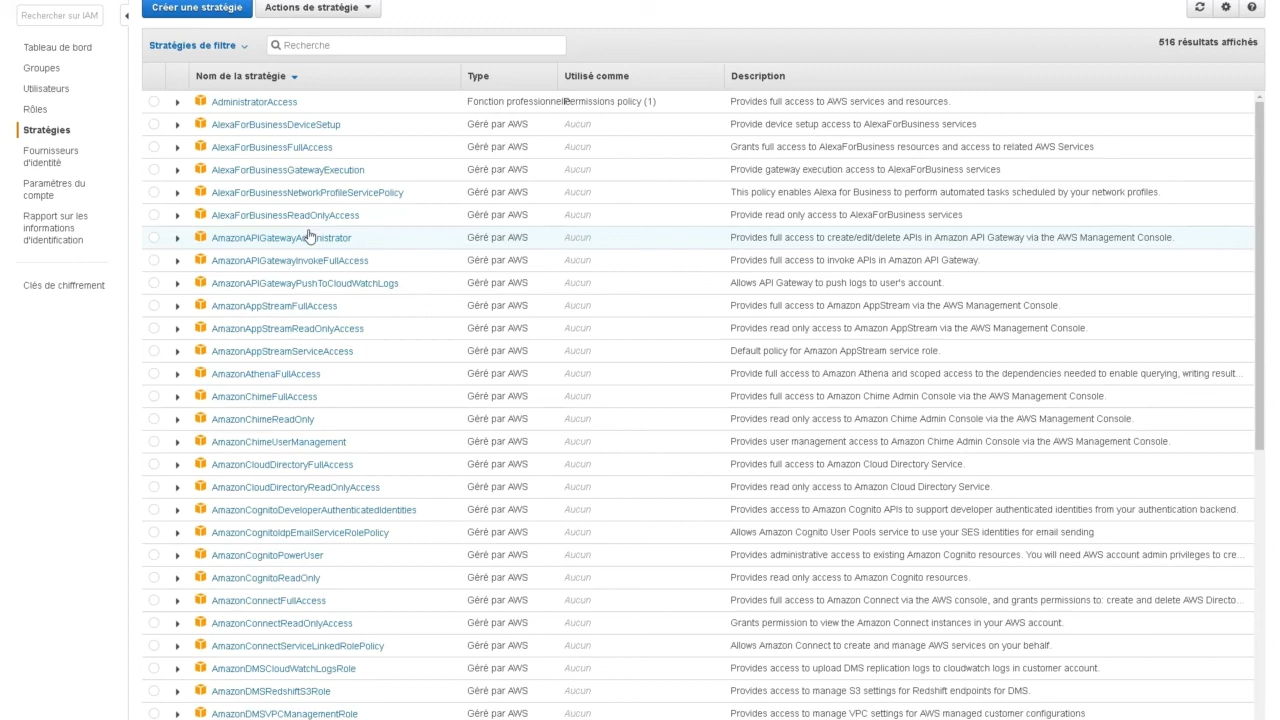 Rechercher sur IAM
Tableau de bord
Groupes
Utilisateurs
Rôles
Stratégies
Fournisseurs
d'identité
Paramètres du
compte
Rapport sur les
informations
d'identification
Clés de chiffrement
Créer une stratégie Actions de stratégie
Stratégies de filtre Recherche 516 résultats affichés
Nom de la stratégie Type Utilisé comme Description
AdministratorAccess Fonction professionnelle Permissions policy (1) Provides full access to AWS services and resources.
AlexaForBusinessDeviceSetup Géré par AWS Aucun Provide device setup access to AlexaForBusiness services
AlexaForBusinessFullAccess Géré par AWS Aucun Grants full access to AlexaForBusiness resources and access to related AWS Services
AlexaForBusinessGatewayExecution Géré par AWS Aucun Provide gateway execution access to AlexaForBusiness services
AlexaForBusinessNetworkProfileServicePolicy Géré par AWS Aucun This policy enables Alexa for Business to perform automated tasks scheduled by your network profiles.
AlexaForBusinessReadOnlyAccess Géré par AWS Aucun Provide read only access to AlexaForBusiness services
AmazonAPIGatewayAdministrator Géré par AWS Aucun Provides full access to create/edit/delete APIs in Amazon API Gateway via the AWS Management Console.
AmazonAPIGatewayInvokeFullAccess Géré par AWS Aucun Provides full access to invoke APIs in Amazon API Gateway.
AmazonAPIGatewayPushToCloudWatchLogs Géré par AWS Aucun Allows API Gateway to push logs to user's account.
AmazonAppStreamFullAccess Géré par AWS Aucun Provides full access to Amazon AppStream via the AWS Management Console.
AmazonAppStreamReadOnlyAccess Géré par AWS Aucun Provides read only access to Amazon AppStream via the AWS Management Console.
AmazonAppStreamServiceAccess Géré par AWS Aucun Default policy for Amazon AppStream service role.
AmazonAthenaFullAccess Géré par AWS Aucun Provide full access to Amazon Athena and scoped access to the dependencies needed to enable querying, writing result...
AmazonChimeFullAccess Géré par AWS Aucun Provides full access to Amazon Chime Admin Console via the AWS Management Console.
AmazonChimeReadOnly Géré par AWS Aucun Provides read only access to Amazon Chime Admin Console via the AWS Management Console.
AmazonChimeUserManagement Géré par AWS Aucun Provides user management access to Amazon Chime Admin Console via the AWS Management Console.
AmazonCloudDirectoryFullAccess Géré par AWS Aucun Provides full access to Amazon Cloud Directory Service.
AmazonCloudDirectoryReadOnlyAccess Géré par AWS Aucun Provides read only access to Amazon Cloud Directory Service.
AmazonCognitoDeveloperAuthenticatedIdentities Géré par AWS Aucun Provides access to Amazon Cognito APIs to support developer authenticated identities from your authentication backend.
AmazonCognitoIdpEmailServiceRolePolicy Géré par AWS Aucun Allows Amazon Cognito User Pools service to use your SES identities for email sending
AmazonCognitoPowerUser Géré par AWS Aucun Provides administrative access to existing Amazon Cognito resources. You will need AWS account admin privileges to cre...
AmazonCognitoReadOnly Géré par AWS Aucun Provides read only access to Amazon Cognito resources.
AmazonConnectFullAccess Géré par AWS Aucun Provides full access to Amazon Connect via the AWS console, and grants permissions to: create and delete AWS Directo...
AmazonConnectReadOnlyAccess Géré par AWS Aucun Grants permission to view the Amazon Connect instances in your AWS account.
AmazonConnectServiceLinkedRolePolicy Géré par AWS Aucun Allows Amazon Connect to create and manage AWS services on your behalf.
AmazonDMSCloudWatchLogsRole Géré par AWS Aucun Provides access to upload DMS replication logs to cloudwatch logs in customer account.
AmazonDMSRedshiftS3Role Géré par AWS Aucun Provides access to manage S3 settings for Redshift endpoints for DMS.
AmazonDMSVPCManagementRole Géré par AWS Aucun Provides access to manage VPC settings for AWS managed customer configurations